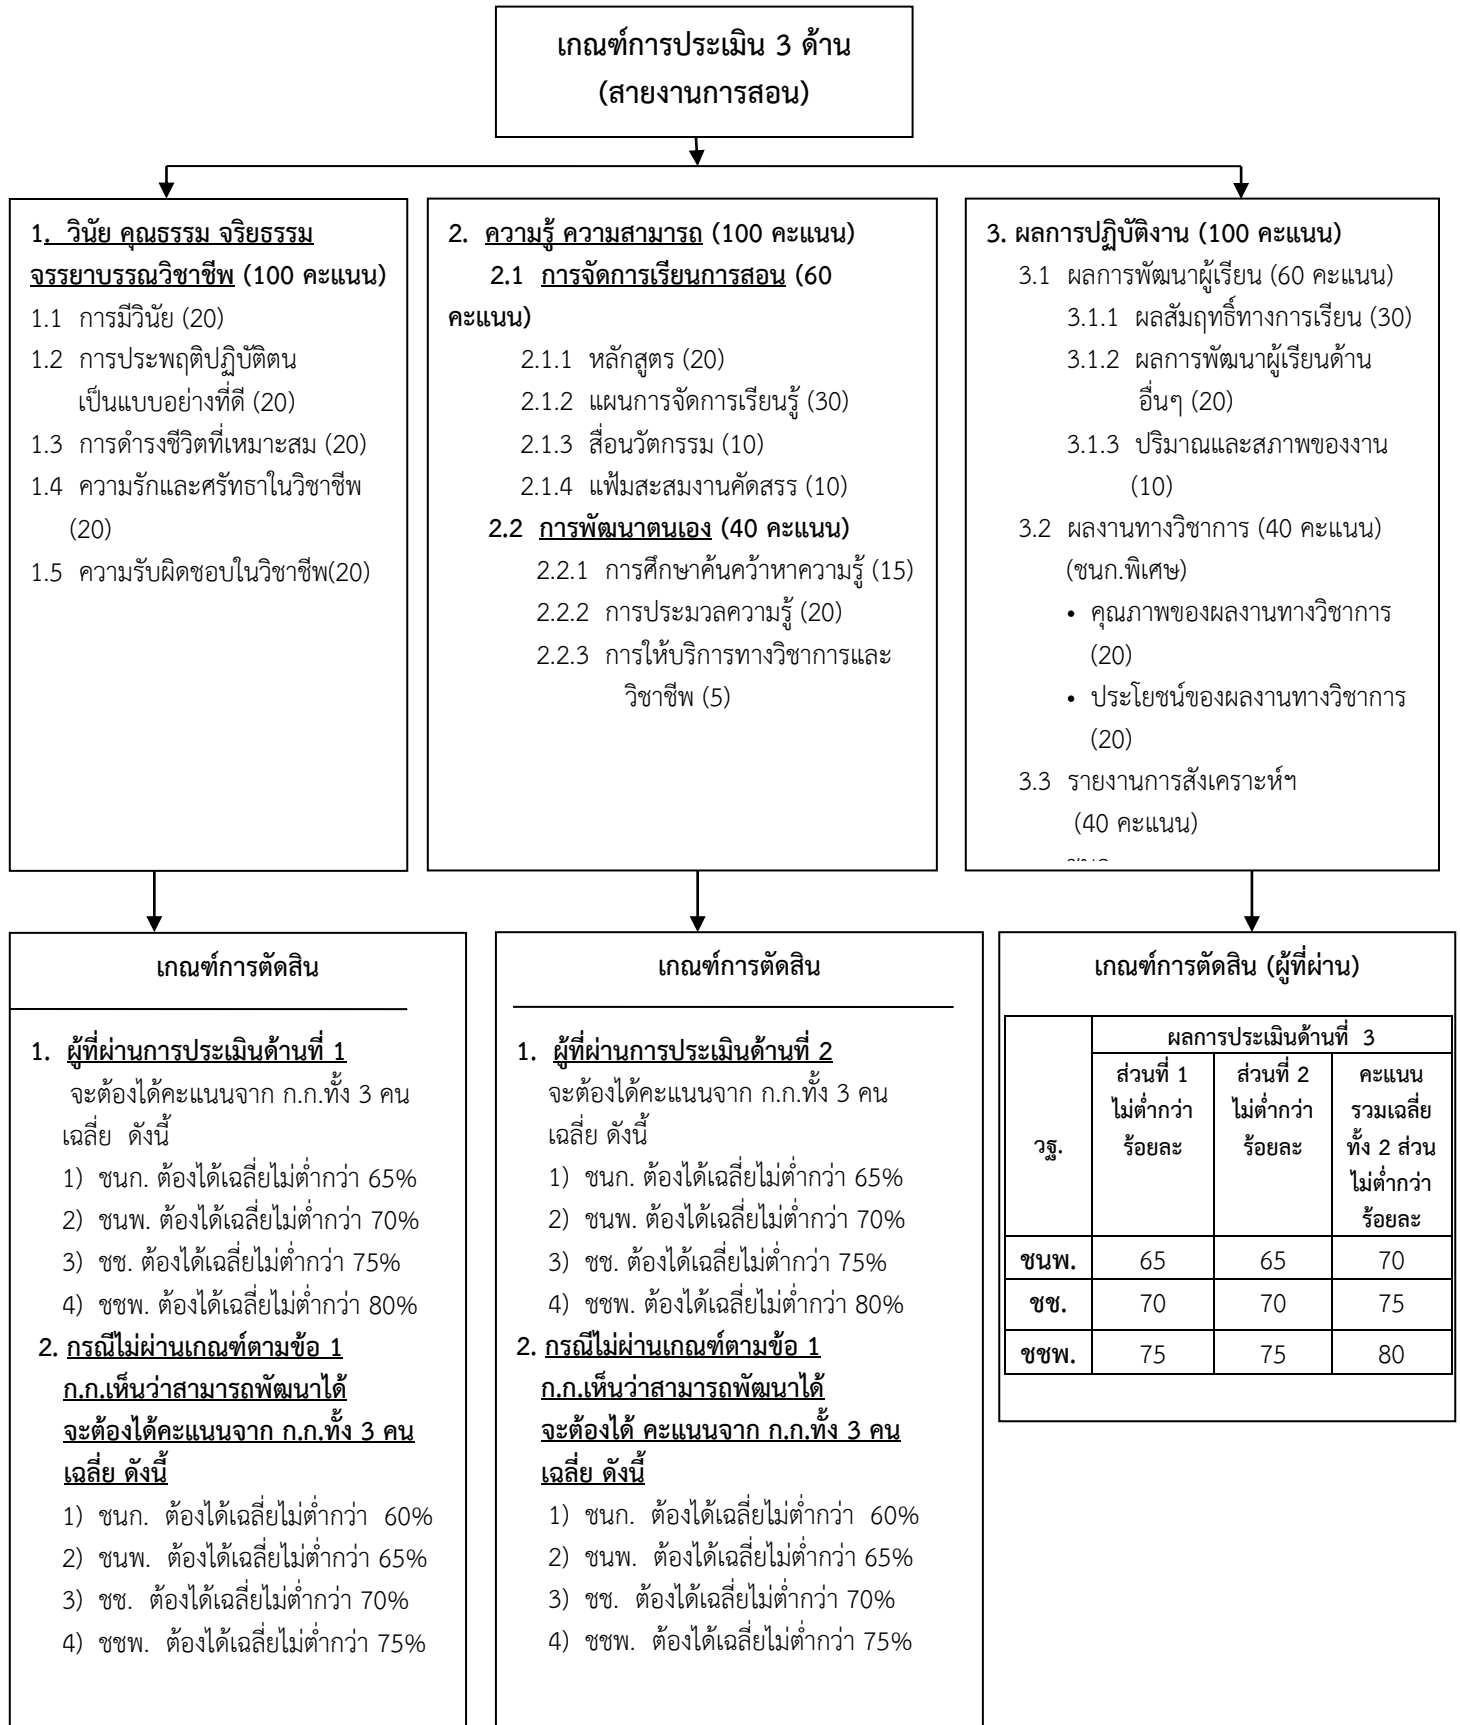 เกณฑ์การประเมิน 3 ด้าน
(สายงานการสอน)
1. วินัย คุณธรรม จริยธรรม
จรรยาบรรณวิชาชีพ (100 คะแนน)
1.1 การมีวินัย (20)
1.2 การประพฤติปฏิบัติตน
เป็นแบบอย่างที่ดี (20)
1.3 การดำรงชีวิตที่เหมาะสม (20)
1.4 ความรักและศรัทธาในวิชาชีพ
(20)
1.5 ความรับผิดชอบในวิชาชีพ(20)
2. ความรู้ ความสามารถ (100 คะแนน)
2.1 การจัดการเรียนการสอน (60
คะแนน)
2.1.1 หลักสูตร (20)
2.1.2 แผนการจัดการเรียนรู้ (30)
2.1.3 สื่อนวัตกรรม (10)
2.1.4 แฟ้มสะสมงานคัดสรร (10)
2.2 การพัฒนาตนเอง (40 คะแนน)
2.2.1 การศึกษาค้นคว้าหาความรู้ (15)
2.2.2 การประมวลความรู้ (20)
2.2.3 การให้บริการทางวิชาการและ
วิชาชีพ (5)
3. ผลการปฏิบัติงาน (100 คะแนน)
3.1 ผลการพัฒนาผู้เรียน (60 คะแนน)
3.1.1 ผลสัมฤทธิ์ทางการเรียน (30)
3.1.2 ผลการพัฒนาผู้เรียนด้าน
อื่นๆ (20)
3.1.3 ปริมาณและสภาพของงาน
(10)
3.2 ผลงานทางวิชาการ (40 คะแนน)
(ชนก.พิเศษ)
• คุณภาพของผลงานทางวิชาการ
(20)
• ประโยชน์ของผลงานทางวิชาการ
(20)
3.3 รายงานการสังเคราะห์ฯ
(40 คะแนน)
เกณฑ์การตัดสิน
1. ผู้ที่ผ่านการประเมินด้านที่ 1
จะต้องได้คะแนนจาก ก.ก.ทั้ง 3 คน
เฉลี่ย ดังนี้
1) ชนก. ต้องได้เฉลี่ยไม่ต่ำกว่า 65%
2) ชนพ. ต้องได้เฉลี่ยไม่ต่ำกว่า 70%
3) ชช. ต้องได้เฉลี่ยไม่ต่ำกว่า 75%
4) ชชพ. ต้องได้เฉลี่ยไม่ต่ำกว่า 80%
2. กรณีไม่ผ่านเกณฑ์ตามข้อ 1
ก.ก.เห็นว่าสามารถพัฒนาได้
จะต้องได้คะแนนจาก ก.ก.ทั้ง 3 คน
เฉลี่ย ดังนี้
1) ชนก. ต้องได้เฉลี่ยไม่ต่ำกว่า 60%
2) ชนพ. ต้องได้เฉลี่ยไม่ต่ำกว่า 65%
3) ชช. ต้องได้เฉลี่ยไม่ต่ำกว่า 70%
4) ชชพ. ต้องได้เฉลี่ยไม่ต่ำกว่า 75%
เกณฑ์การตัดสิน
1. ผู้ที่ผ่านการประเมินด้านที่ 2
จะต้องได้คะแนนจาก ก.ก.ทั้ง 3 คน
เฉลี่ย ดังนี้
1) ชนก. ต้องได้เฉลี่ยไม่ต่ำกว่า 65%
2) ชนพ. ต้องได้เฉลี่ยไม่ต่ำกว่า 70%
3) ชช. ต้องได้เฉลี่ยไม่ต่ำกว่า 75%
4) ชชพ. ต้องได้เฉลี่ยไม่ต่ำกว่า 80%
2. กรณีไม่ผ่านเกณฑ์ตามข้อ 1
ก.ก.เห็นว่าสามารถพัฒนาได้
จะต้องได้ คะแนนจาก ก.ก.ทั้ง 3 คน
เฉลี่ย ดังนี้
1) ชนก. ต้องได้เฉลี่ยไม่ต่ำกว่า 60%
2) ชนพ. ต้องได้เฉลี่ยไม่ต่ำกว่า 65%
3) ชช. ต้องได้เฉลี่ยไม่ต่ำกว่า 70%
4) ชชพ. ต้องได้เฉลี่ยไม่ต่ำกว่า 75%
เกณฑ์การตัดสิน (ผู้ที่ผ่าน)
ผลการประเมินด้านที่ 3
วฐ.
ส่วนที่ 1
ไม่ต่ำกว่า
ร้อยละ
ส่วนที่ 2
ไม่ต่ำกว่า
ร้อยละ
คะแนน
รวมเฉลี่ย
ทั้ง 2 ส่วน
ไม่ต่ำกว่า
ร้อยละ
ชนพ. 65 65 70
ชช. 70 70 75
ชชพ. 75 75 80